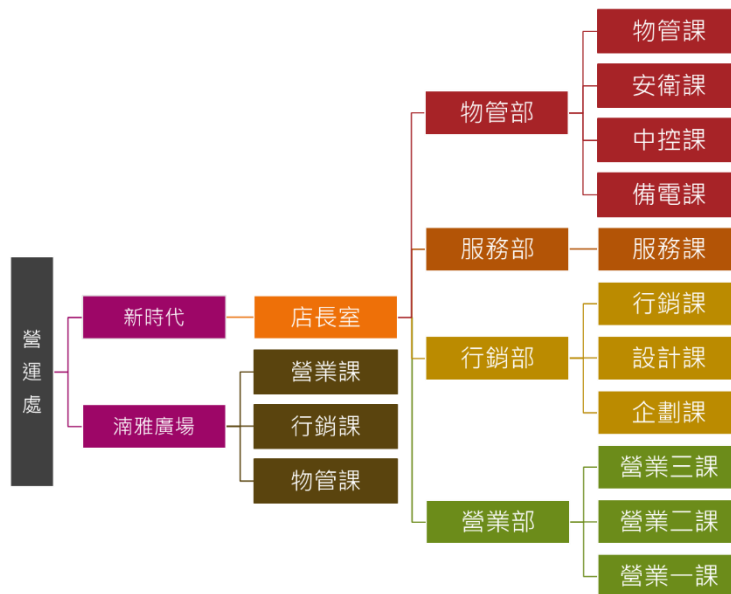 營運處
新時代
店長室
物管部
物管課
安衛課
中控課
備電課
服務部
服務課
行銷部
行銷課
設計課
企劃課
營業部
營業三課
營業二課
營業一課
湳雅廣場
營業課
行銷課
物管課